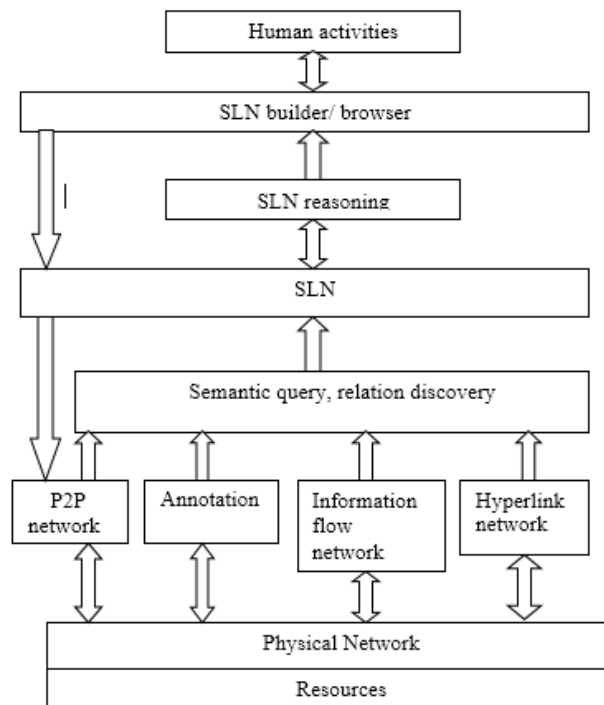 Human activities
SLN builder/ browser
SLN reasoning
SLN
Semantic query, relation discovery
P2P
network
Annotation
Information
flow
network
Hyperlink
network
Physical Network
Resources